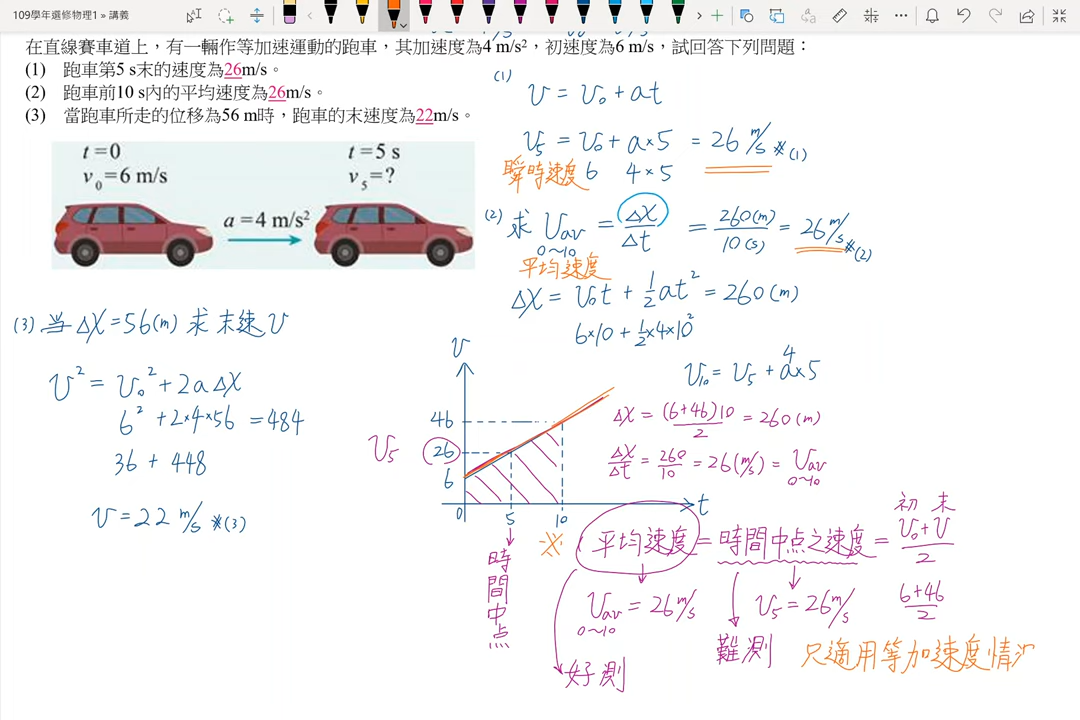 109學年選修物理1 » 講義
在直線賽車道上，有一輛作等加速運動的跑車，其加速度為4 m/s²，初速度為6 m/s，試回答下列問題：
(1) 跑車第5 s末的速度為26m/s。
(2) 跑車前10 s內的平均速度為26m/s。
(3) 當跑車所走的位移為56 m時，跑車的末速度為22m/s。
t=0
v₀=6 m/s
a=4 m/s²
t=5 s
v₅=?
(1)
v = v₀ + at
v₅ = v₀ + a×5 = 26 m/s ※(1)
瞬時速度 6 4×5
(2) 求 Vav = ΔX/Δt = 260(m)/10(s) = 26 m/s ※(2)
0~10
平均速度
ΔX = v₀t + 1/2at² = 260(m)
6×10 + 1/2×4×10²
(3) 当 ΔX=56(m) 求 末速 v
v² = v₀² + 2aΔX
6² + 2×4×56 = 484
36 + 448
v = 22 m/s ※(3)
v
46
26
6
0
5
10
t
v₅
時間中点
4
v₁₀ = v₅ + a×5
ΔX = (6+46)10/2 = 260(m)
ΔX/Δt = 260/10 = 26(m/s) = Vav
0~10
初 末
※ 平均速度 = 時間中点之速度 = v₀+v/2
Vav = 26 m/s
0~10
v₅ = 26 m/s
6+46/2
好測
難測
只適用等加速度情